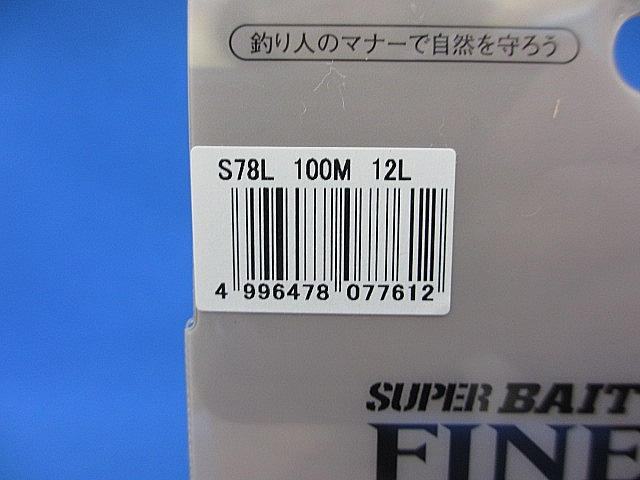 釣り人のマナーで自然を守ろう
S78L 100M 12L
4 996478 077612
SUPER BAIT
FINE